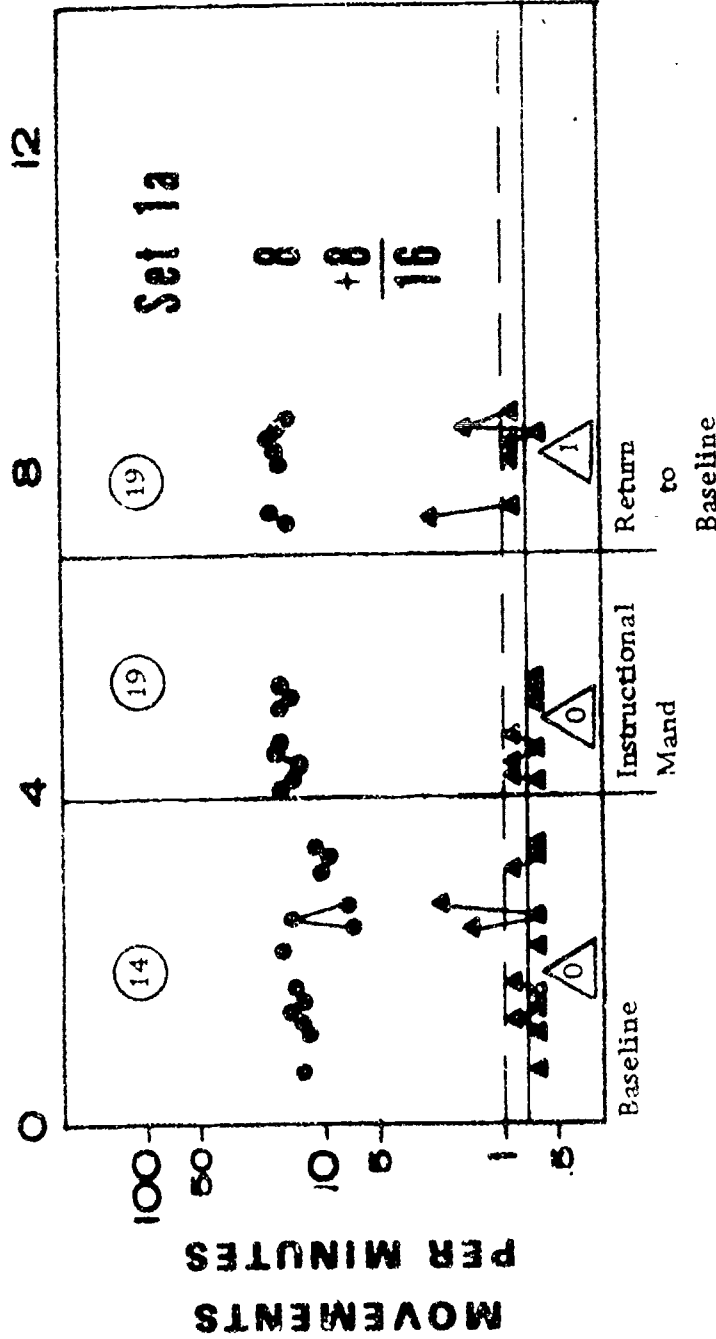 0 4 8 12
Set 1a
8
+8
16
14 19 19
100
50
10
5
1
.5
MOVEMENTS
PER MINUTES
0 0 1
Baseline
Instructional
Mand
Return
to
Baseline